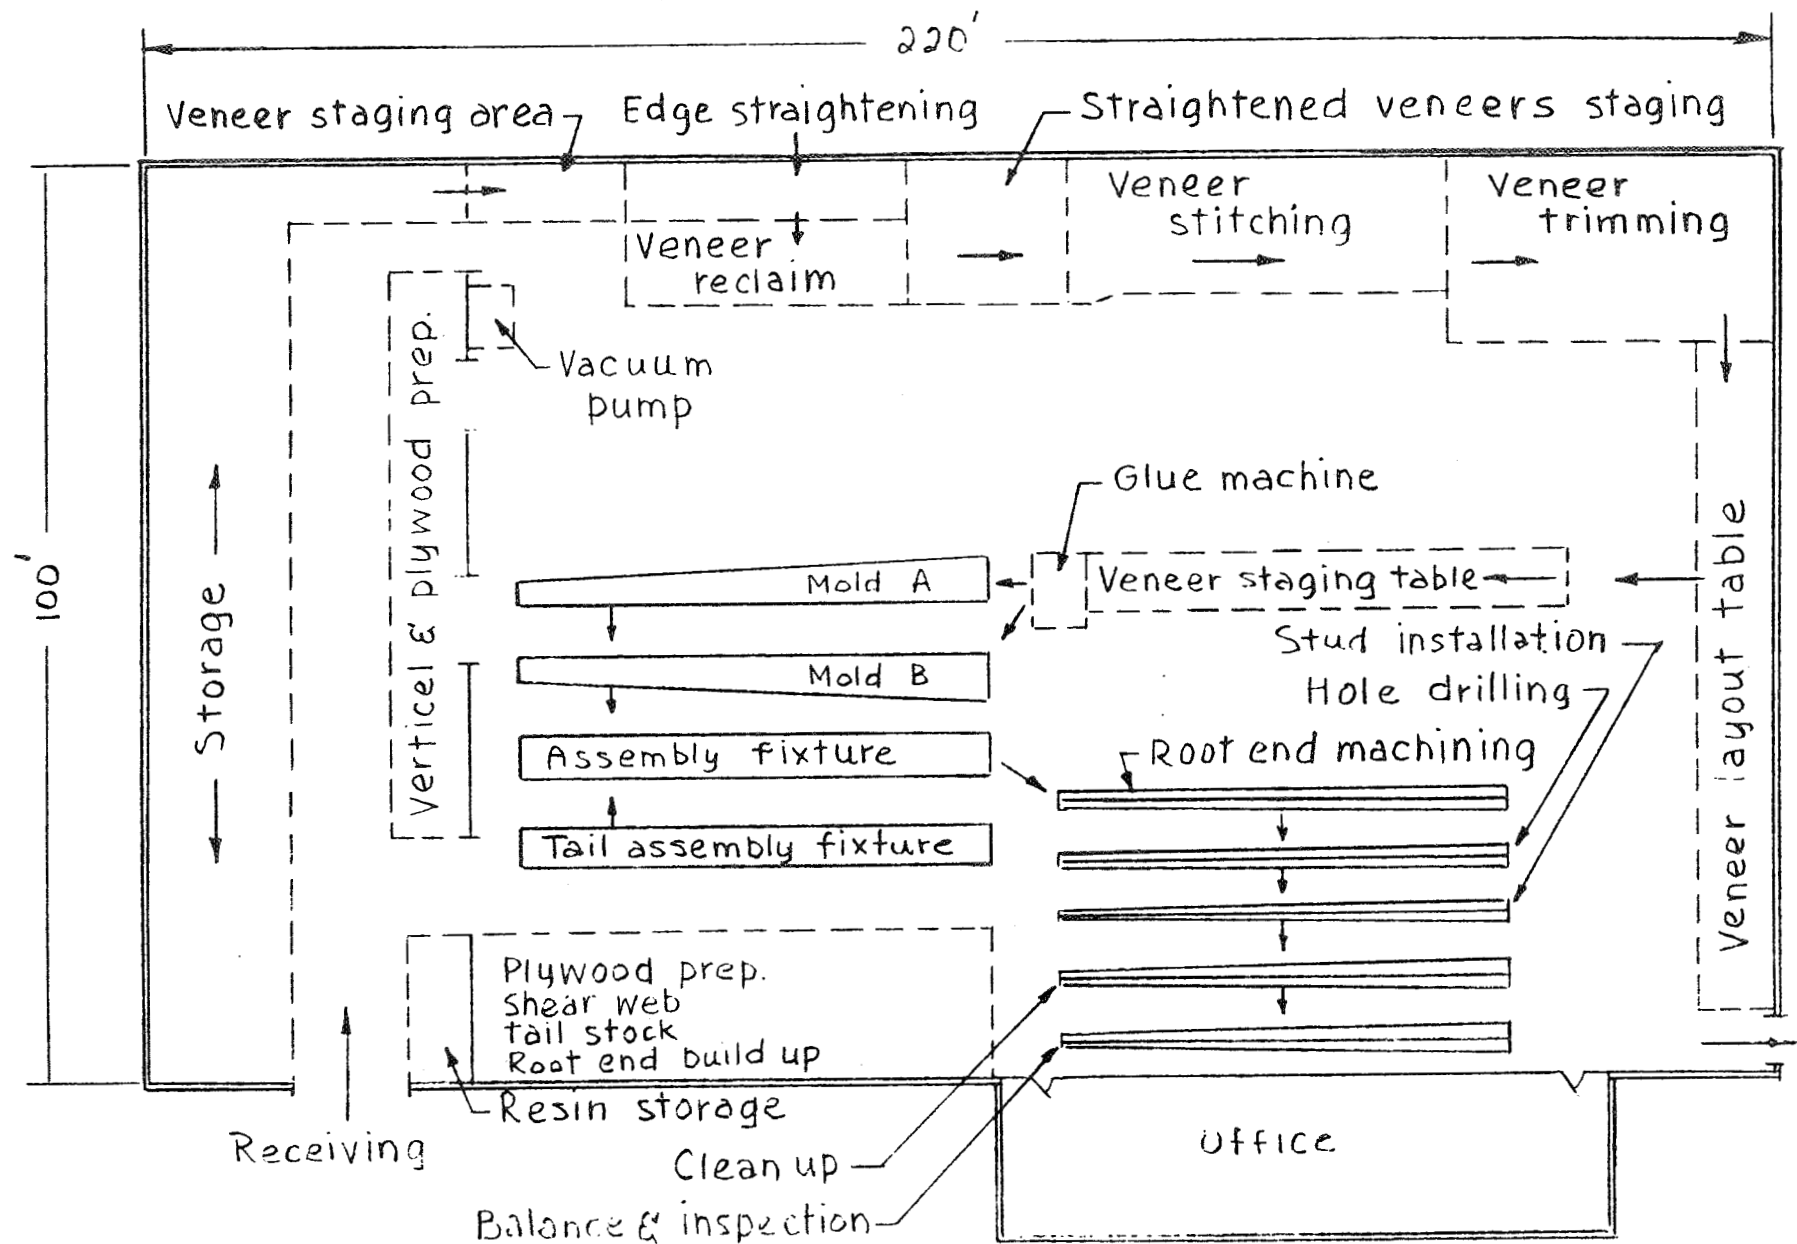 220'
Veneer staging area
Edge straightening
Straightened veneers staging
Veneer
stitching
Veneer
trimming
Veneer
reclaim
Vacuum
pump
Verticel & plywood prep.
Storage
100'
Glue machine
Mold A
Veneer staging table
Mold B
Stud installation
Hole drilling
Root end machining
Assembly fixture
Tail assembly fixture
Veneer layout table
Plywood prep.
Shear web
Tail stock
Root end build up
Resin storage
Receiving
Clean up
Balance & inspection
Office